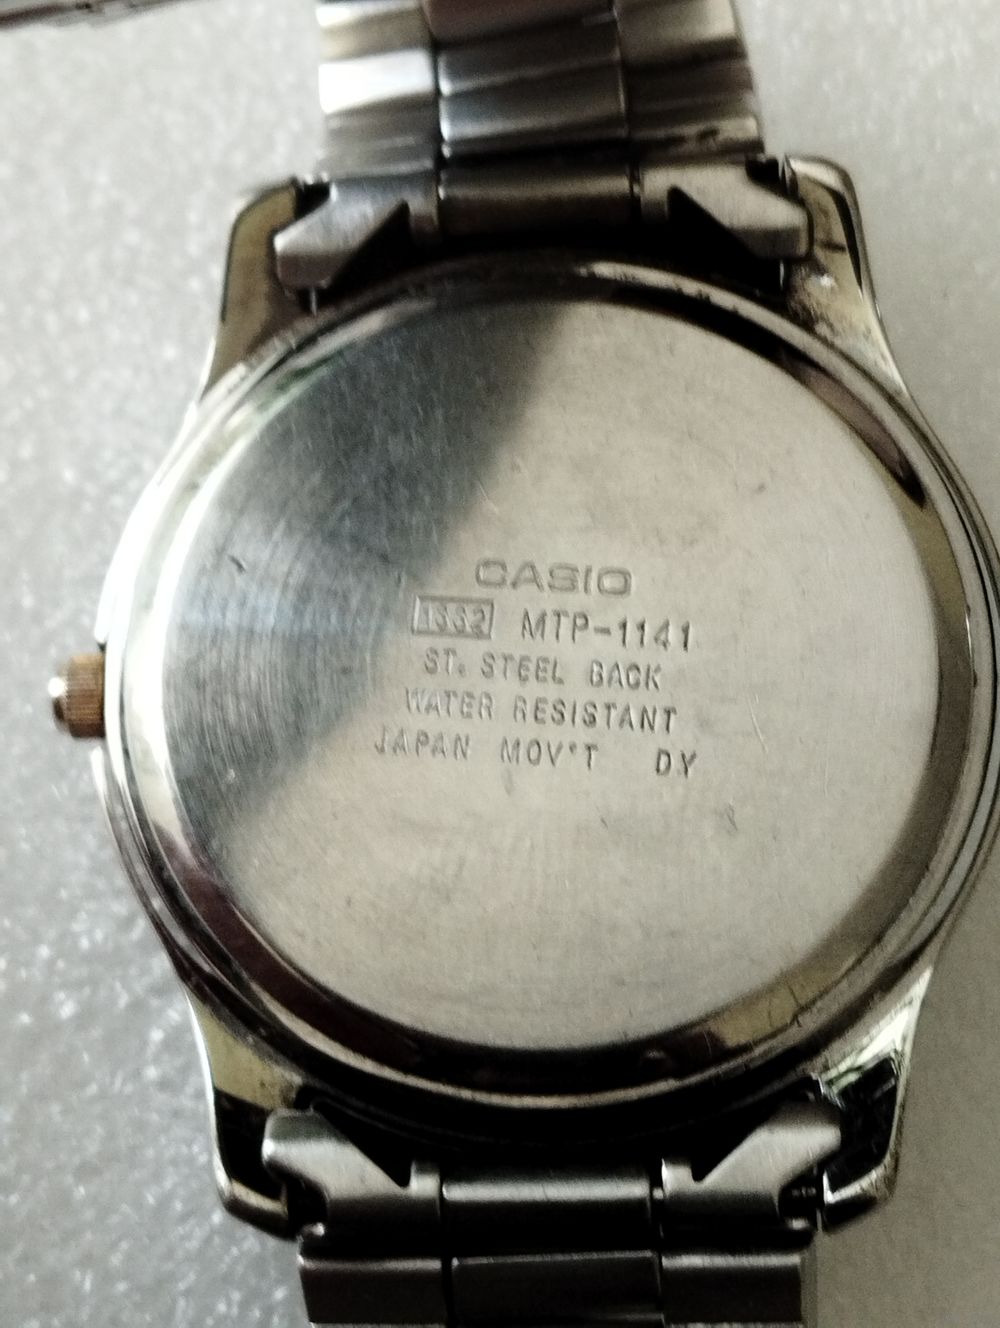 CASIO
1332 MTP-1141
ST. STEEL BACK
WATER RESISTANT
JAPAN MOV'T DY